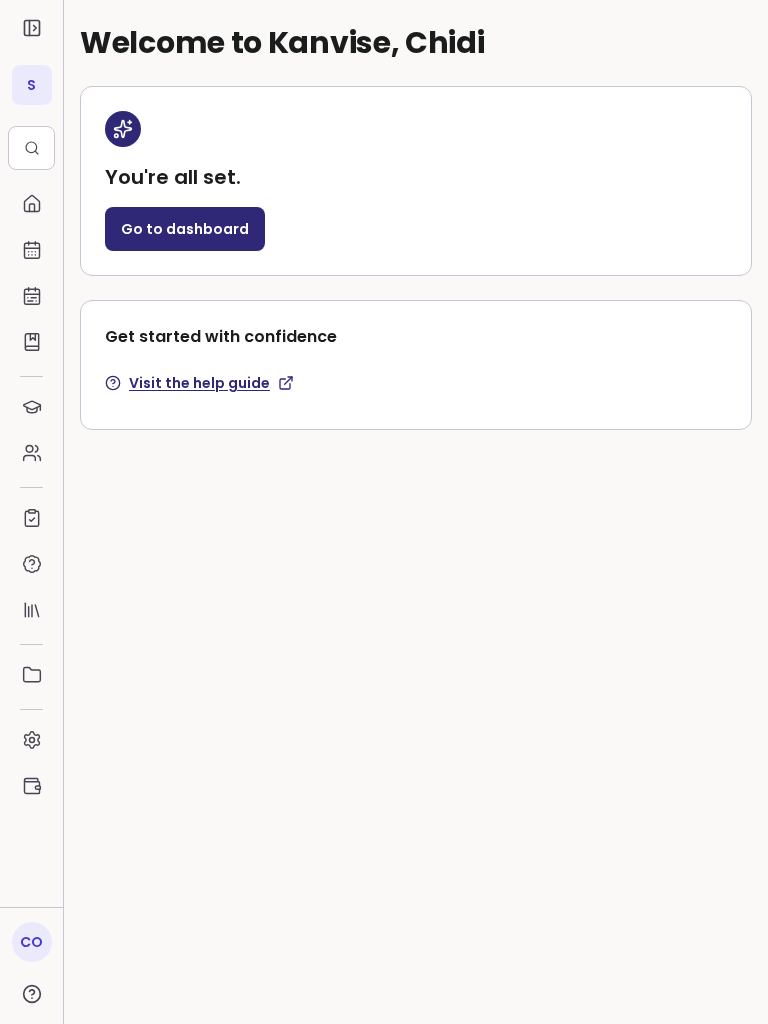 Welcome to Kanvise, Chidi
S
You're all set.
Go to dashboard
Get started with confidence
Visit the help guide
CO